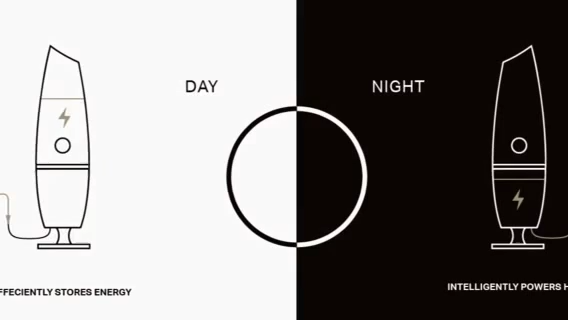 DAY
NIGHT
FFECIENTLY STORES ENERGY
INTELLIGENTLY POWERS H